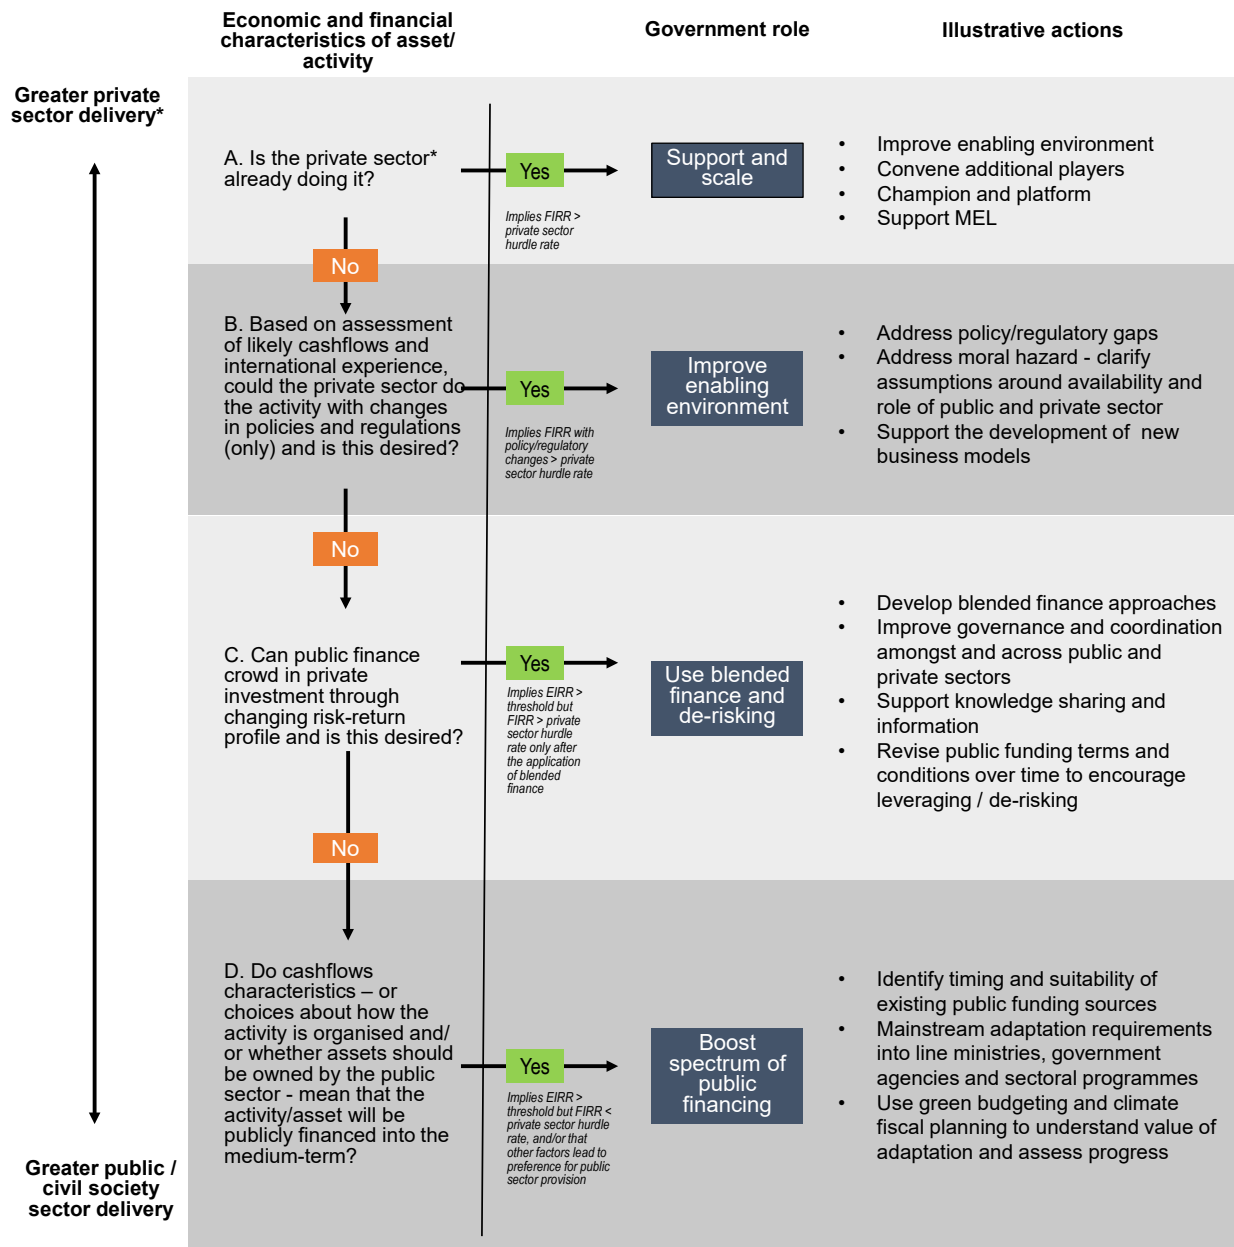 Economic and financial
characteristics of asset/
activity
Government role
Illustrative actions
Greater private
sector delivery*
A. Is the private sector*
already doing it?
Yes
Implies FIRR >
private sector
hurdle rate
Support and
scale
• Improve enabling environment
• Convene additional players
• Champion and platform
• Support MEL
No
B. Based on assessment
of likely cashflows and
international experience,
could the private sector do
the activity with changes
in policies and regulations
(only) and is this desired?
Yes
Implies FIRR with
policy/regulatory
changes > private
sector hurdle rate
Improve
enabling
environment
• Address policy/regulatory gaps
• Address moral hazard - clarify
assumptions around availability and
role of public and private sector
• Support the development of new
business models
No
C. Can public finance
crowd in private
investment through
changing risk-return
profile and is this desired?
Yes
Implies EIRR >
threshold but
FIRR > private
sector hurdle
rate only after
the application
of blended
finance
Use blended
finance and
de-risking
• Develop blended finance approaches
• Improve governance and coordination
amongst and across public and
private sectors
• Support knowledge sharing and
information
• Revise public funding terms and
conditions over time to encourage
leveraging / de-risking
No
D. Do cashflows
characteristics – or
choices about how the
activity is organised and/
or whether assets should
be owned by the public
sector - mean that the
activity/asset will be
publicly financed into the
medium-term?
Yes
Implies EIRR >
threshold but FIRR <
private sector hurdle
rate, and/or that
other factors lead to
preference for public
sector provision
Boost
spectrum of
public
financing
• Identify timing and suitability of
existing public funding sources
• Mainstream adaptation requirements
into line ministries, government
agencies and sectoral programmes
• Use green budgeting and climate
fiscal planning to understand value of
adaptation and assess progress
Greater public /
civil society
sector delivery